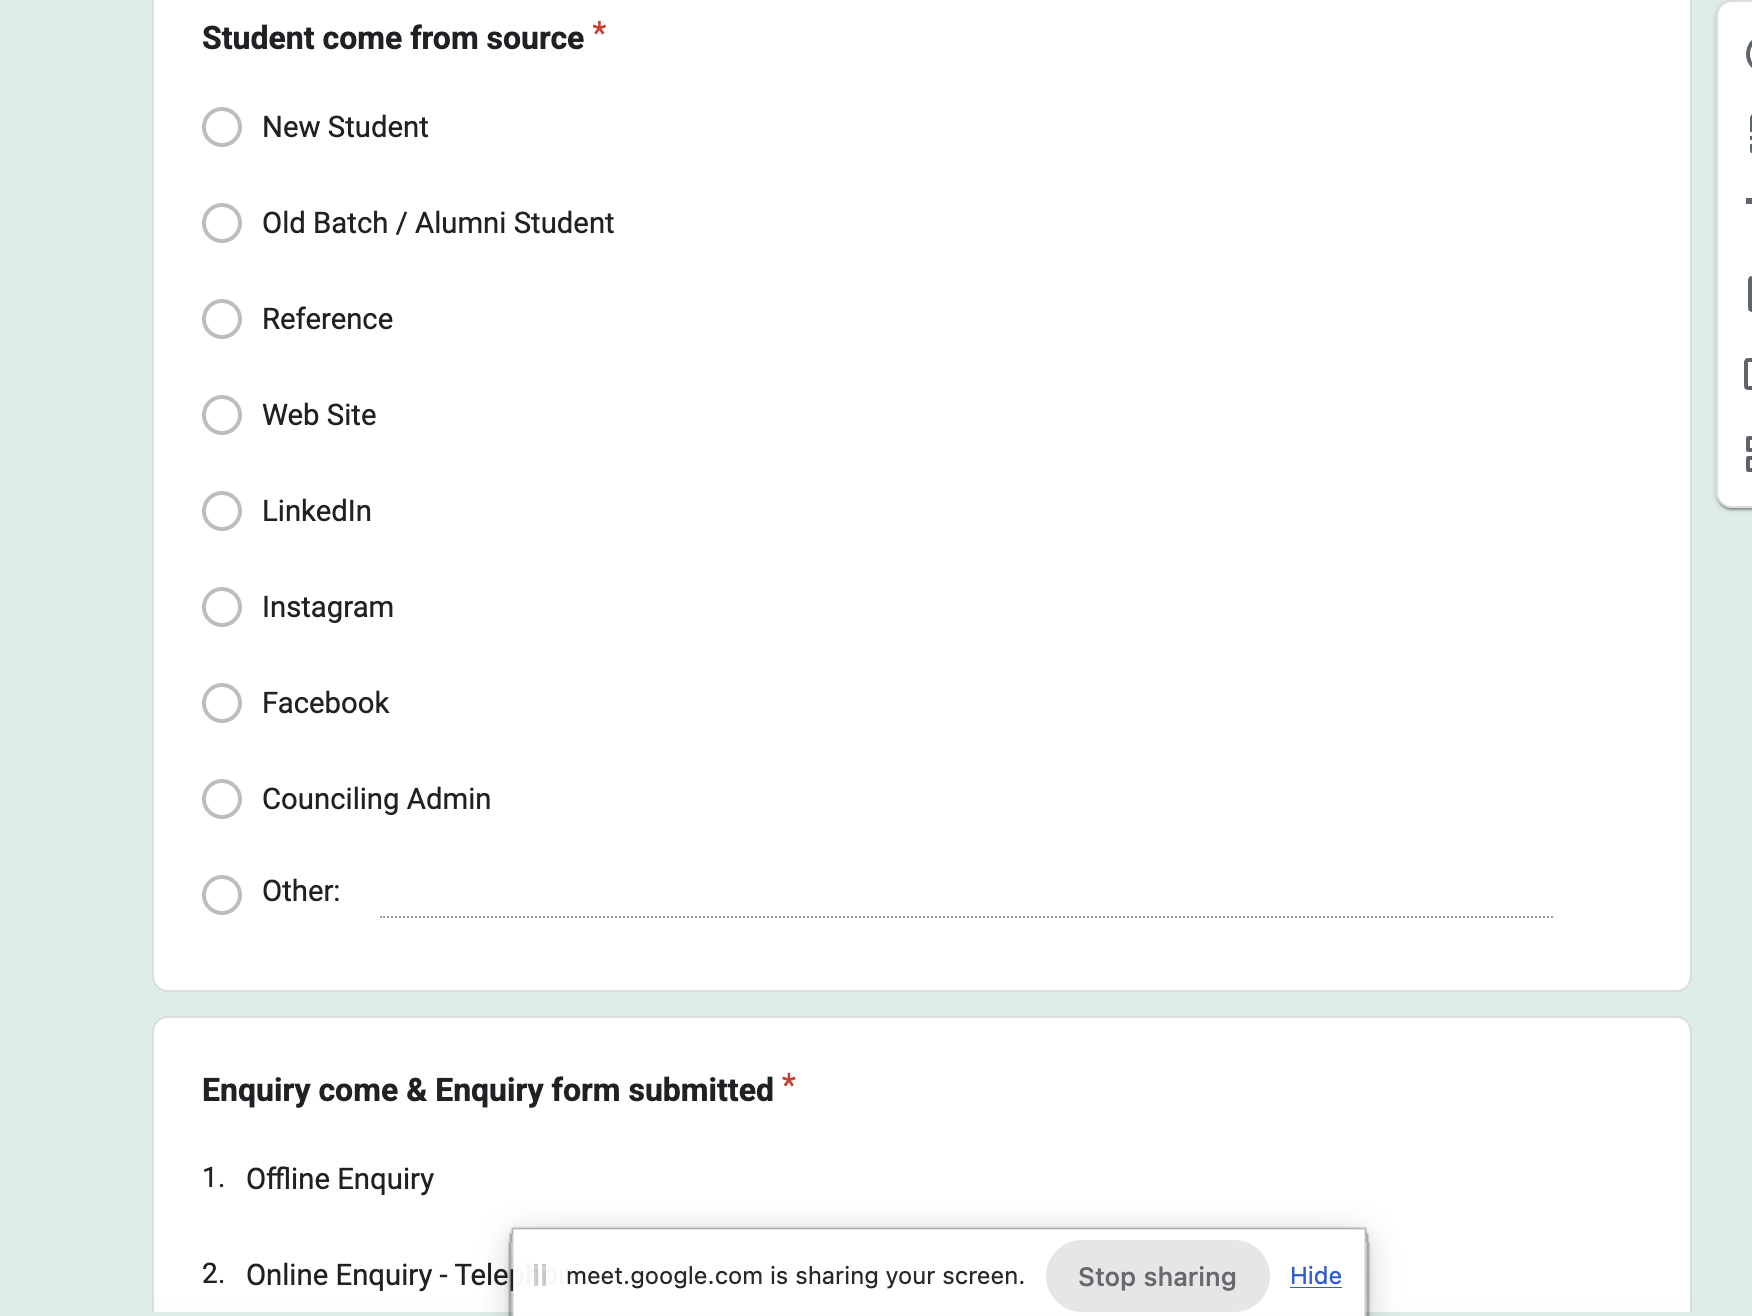 Student come from source *
New Student
Old Batch / Alumni Student
Reference
Web Site
LinkedIn
Instagram
Facebook
Counciling Admin
Other:
Enquiry come & Enquiry form submitted *
1. Offline Enquiry
2. Online Enquiry -
meet.google.com is sharing your screen.
Stop sharing
Hide